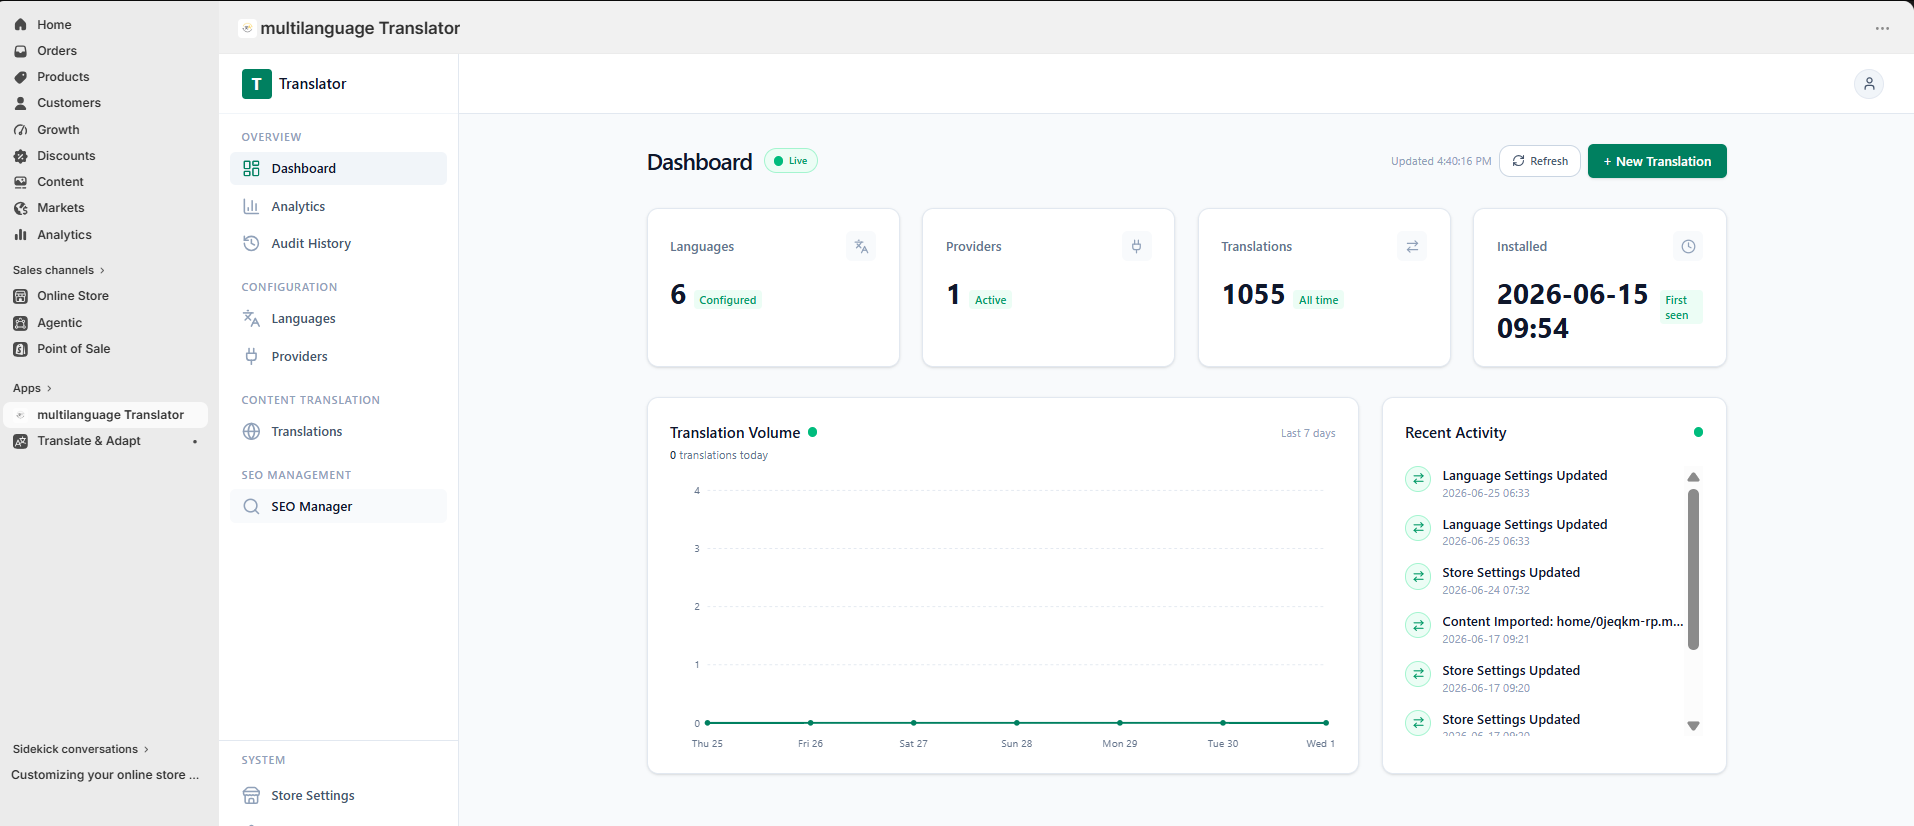 Home
Orders
Products
Customers
Growth
Discounts
Content
Markets
Analytics
Sales channels
Online Store
Agentic
Point of Sale
Apps
multilanguage Translator
Translate & Adapt
Sidekick conversations
Customizing your online store ...
multilanguage Translator
T Translator
OVERVIEW
Dashboard
Analytics
Audit History
CONFIGURATION
Languages
Providers
CONTENT TRANSLATION
Translations
SEO MANAGEMENT
SEO Manager
SYSTEM
Store Settings
Dashboard
Live
Updated 4:40:16 PM
Refresh
+ New Translation
Languages
6 Configured
Providers
1 Active
Translations
1055 All time
Installed
2026-06-15
09:54
First
seen
Translation Volume
Last 7 days
0 translations today
4
3
2
1
0
Thu 25 Fri 26 Sat 27 Sun 28 Mon 29 Tue 30 Wed 1
Recent Activity
Language Settings Updated
2026-06-25 06:33
Language Settings Updated
2026-06-25 06:33
Store Settings Updated
2026-06-24 07:32
Content Imported: home/0jeqkm-rp.m...
2026-06-17 09:21
Store Settings Updated
2026-06-17 09:20
Store Settings Updated
2026-06-17 09:20